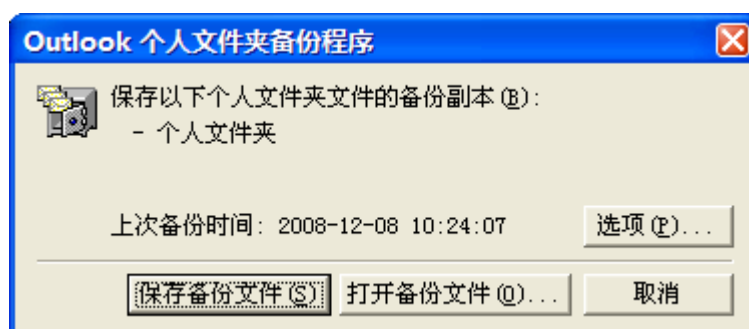 Outlook 个人文件夹备份程序
保存以下个人文件夹文件的备份副本(B):
- 个人文件夹
上次备份时间: 2008-12-08 10:24:07
选项(P)...
保存备份文件(S) 打开备份文件(O)... 取消